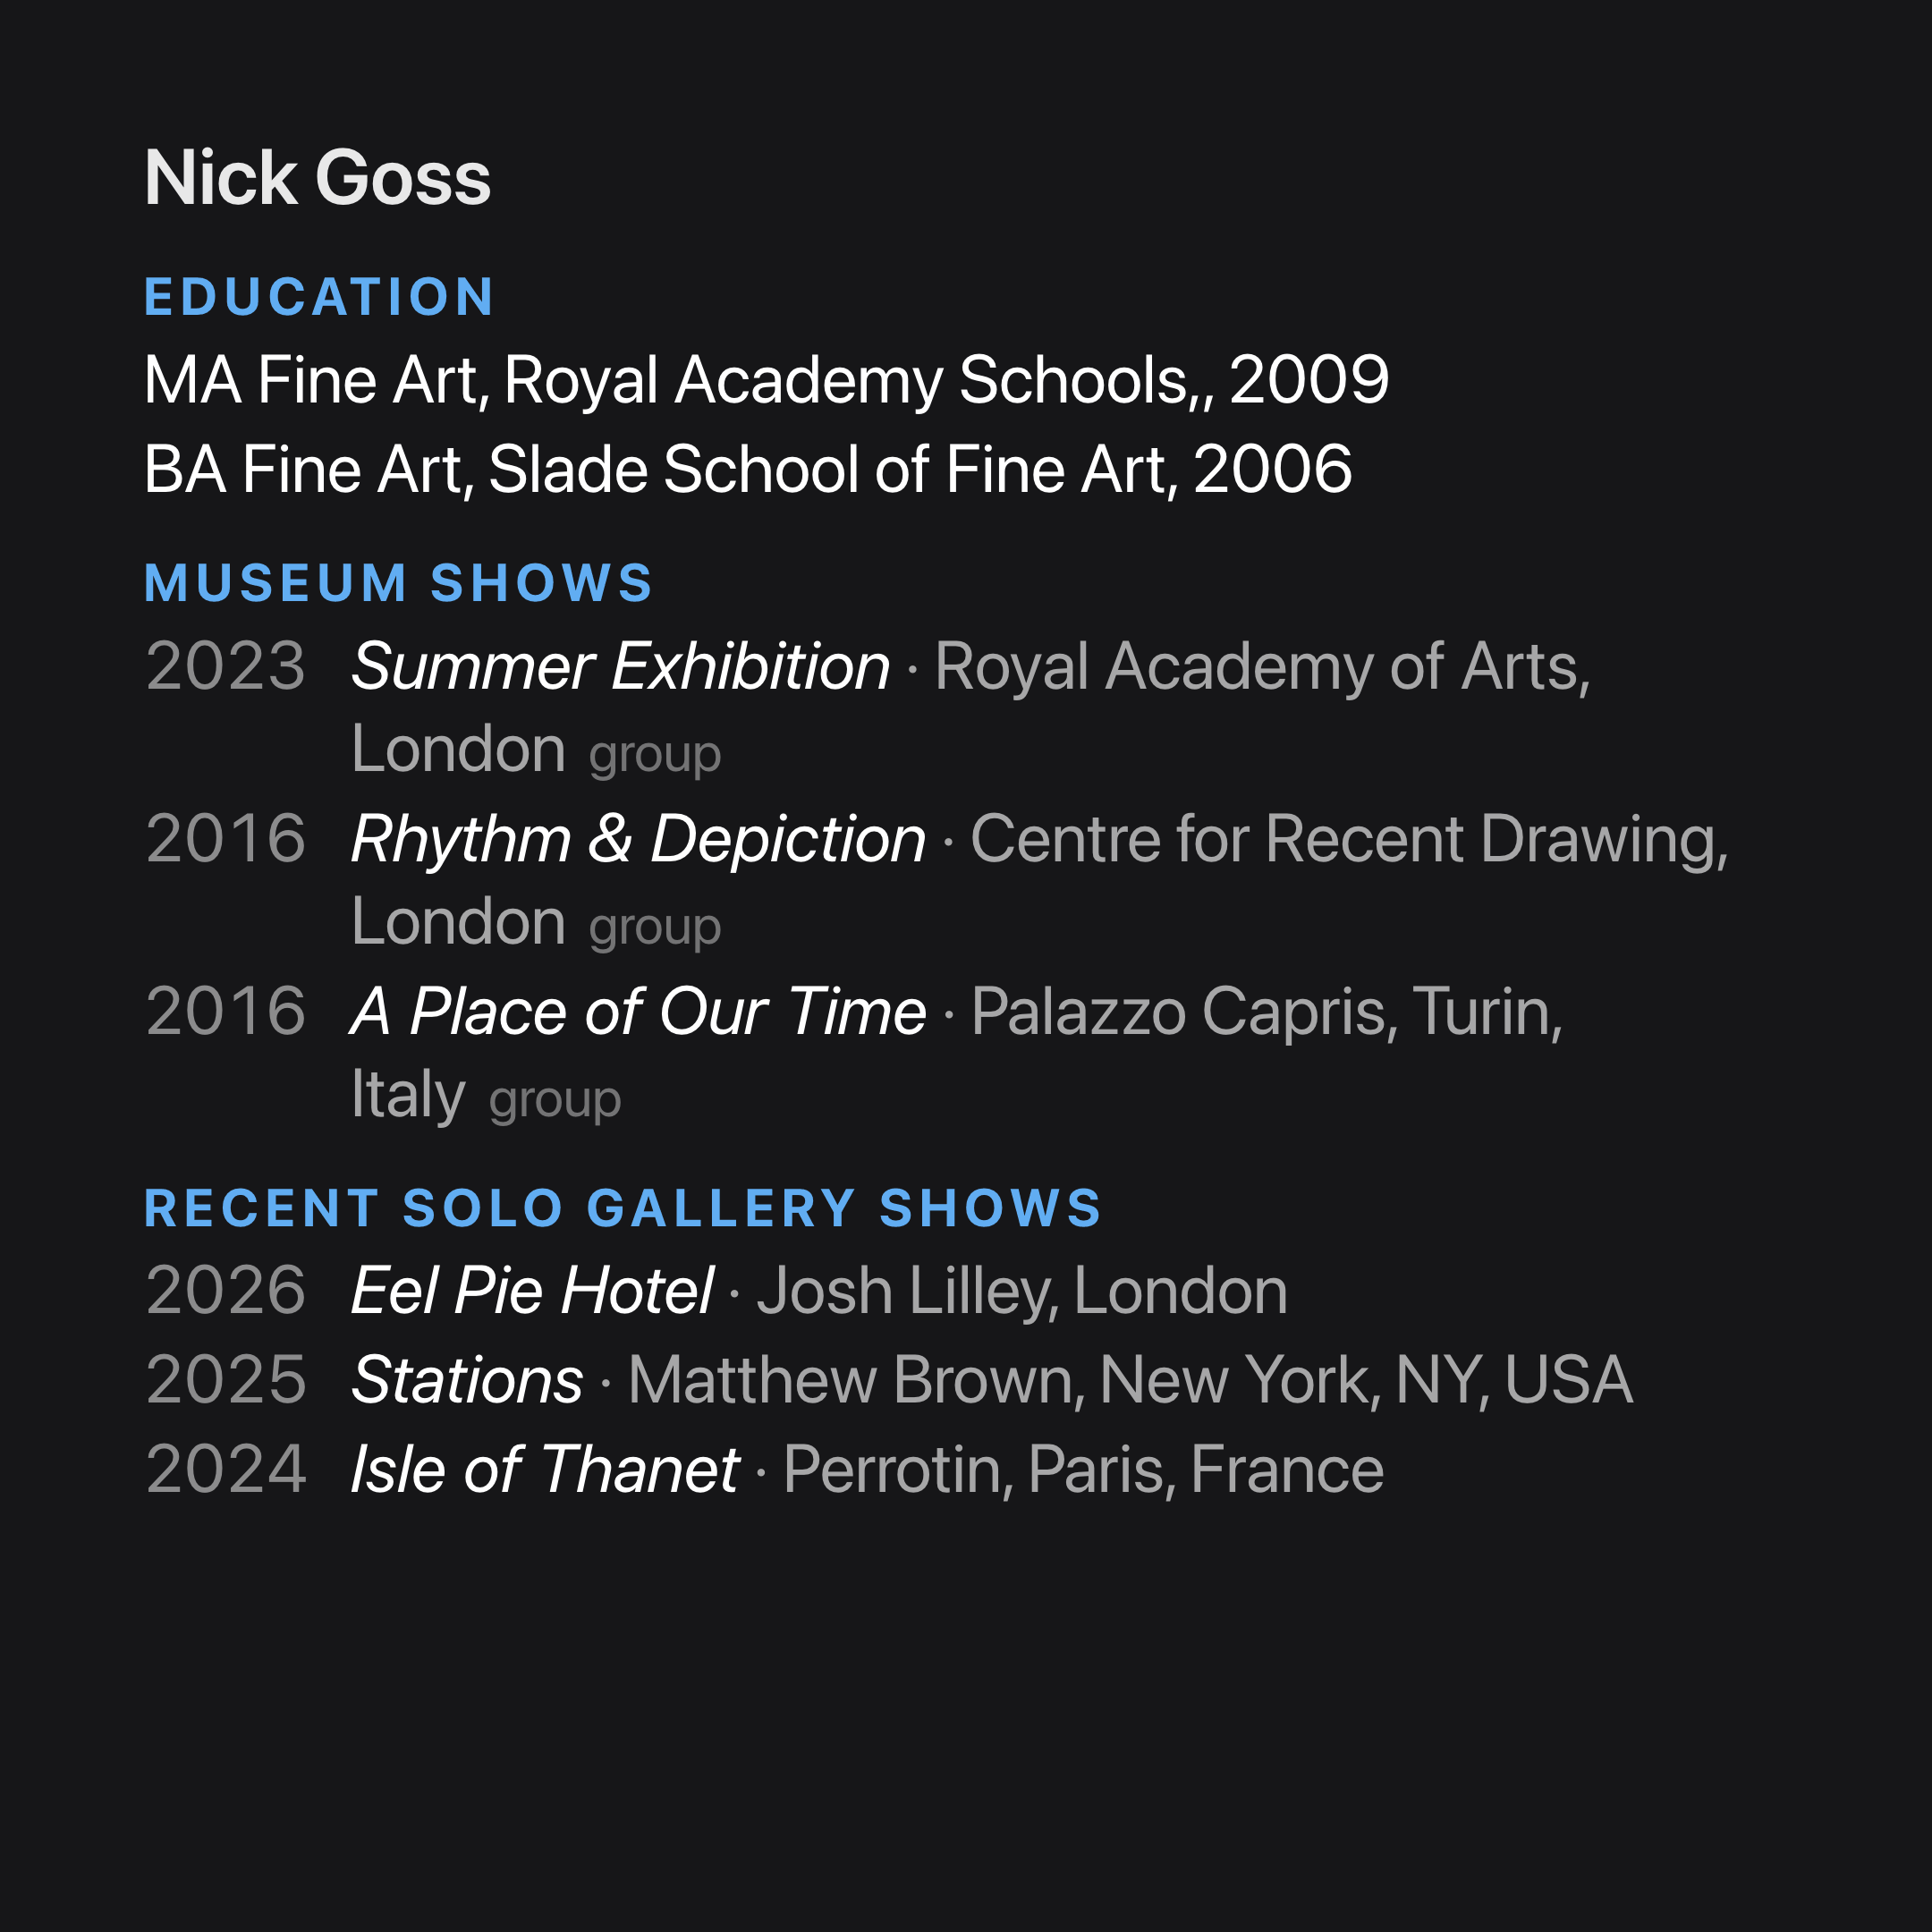 Nick Goss
EDUCATION
MA Fine Art, Royal Academy Schools,, 2009
BA Fine Art, Slade School of Fine Art, 2006
MUSEUM SHOWS
2023 Summer Exhibition · Royal Academy of Arts,
London group
2016 Rhythm & Depiction · Centre for Recent Drawing,
London group
2016 A Place of Our Time · Palazzo Capris, Turin,
Italy group
RECENT SOLO GALLERY SHOWS
2026 Eel Pie Hotel · Josh Lilley, London
2025 Stations · Matthew Brown, New York, NY, USA
2024 Isle of Thanet · Perrotin, Paris, France